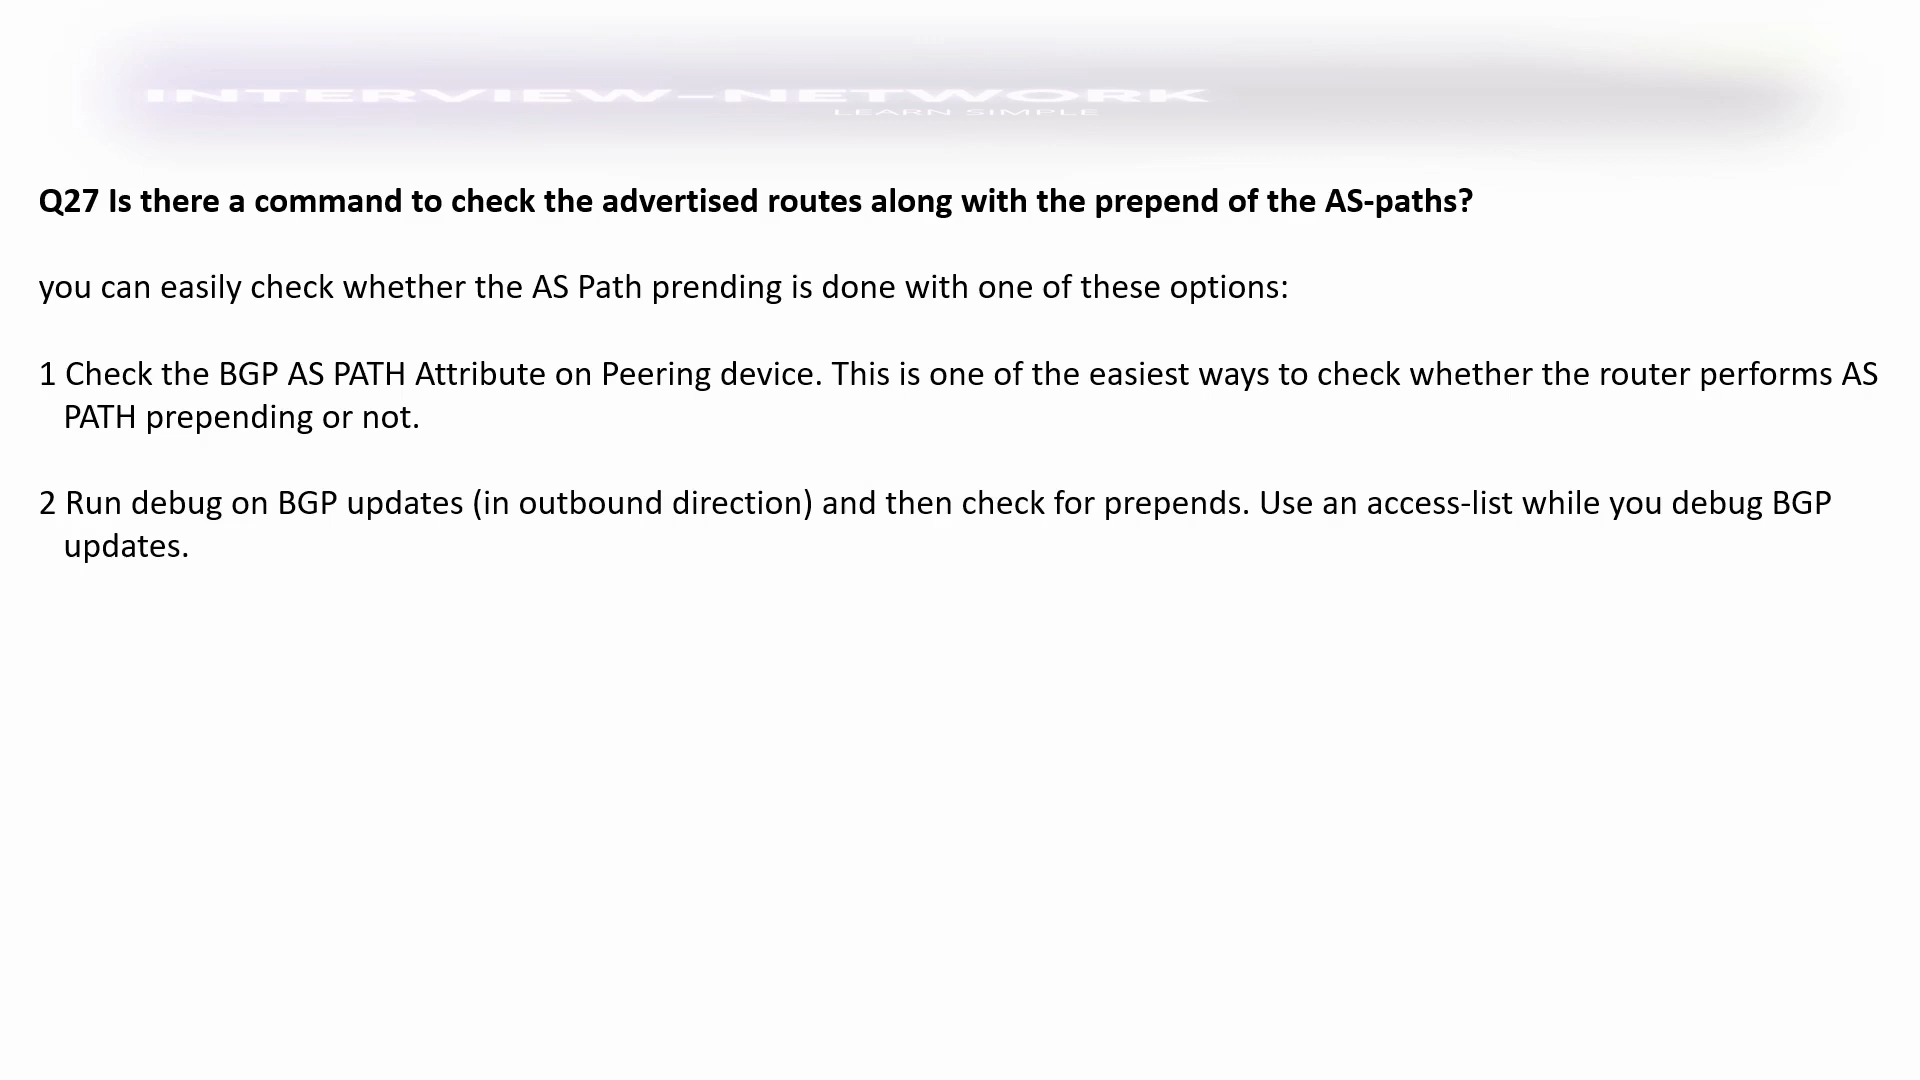 INTERVIEW-NETWORK
LEARN SIMPLE
Q27 Is there a command to check the advertised routes along with the prepend of the AS-paths?
you can easily check whether the AS Path prending is done with one of these options:
1 Check the BGP AS PATH Attribute on Peering device. This is one of the easiest ways to check whether the router performs AS
PATH prepending or not.
2 Run debug on BGP updates (in outbound direction) and then check for prepends. Use an access-list while you debug BGP
updates.